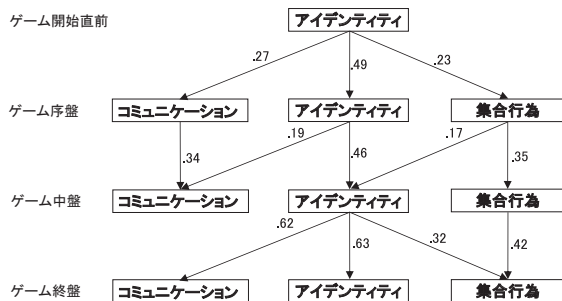 ゲーム開始直前 アイデンティティ
.27 .49 .23
ゲーム序盤 コミュニケーション アイデンティティ 集合行為
.34 .19 .46 .17 .35
ゲーム中盤 コミュニケーション アイデンティティ 集合行為
.62 .63 .32 .42
ゲーム終盤 コミュニケーション アイデンティティ 集合行為